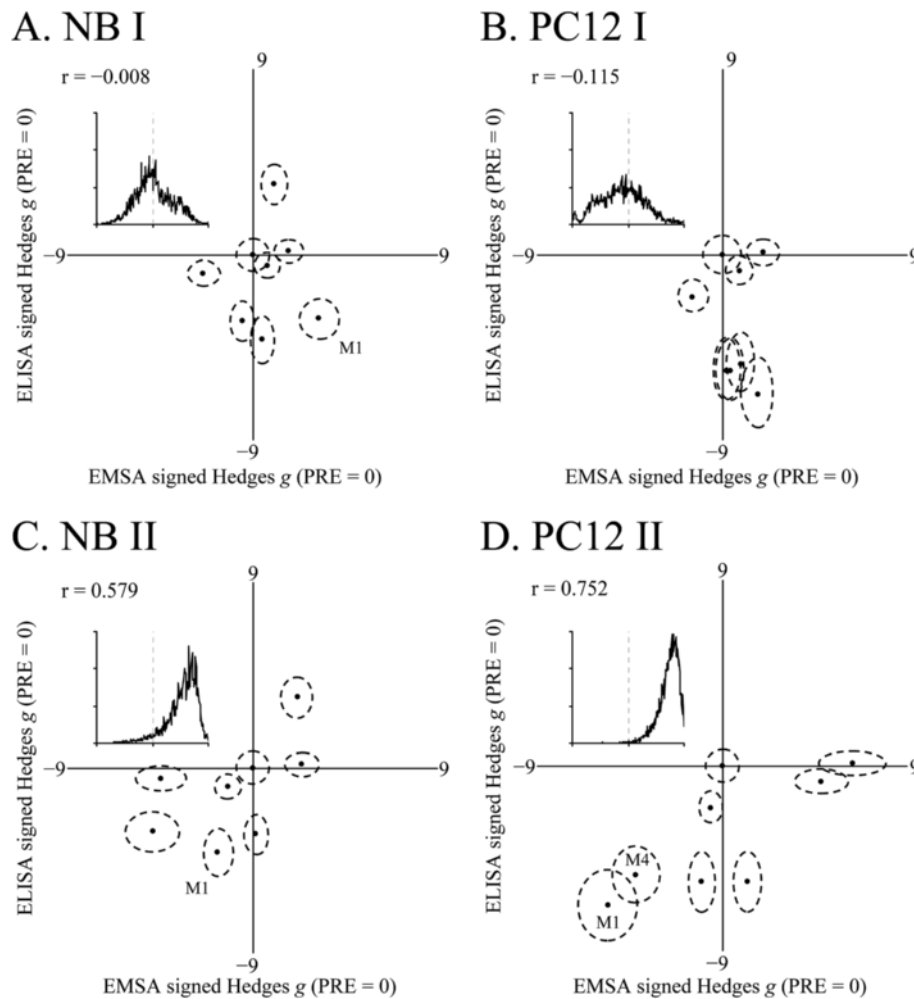 A. NB I
9
r = −0.008
ELISA signed Hedges g (PRE = 0)
−9
9
M1
−9
EMSA signed Hedges g (PRE = 0)
B. PC12 I
9
r = −0.115
ELISA signed Hedges g (PRE = 0)
−9
9
−9
EMSA signed Hedges g (PRE = 0)
C. NB II
9
r = 0.579
ELISA signed Hedges g (PRE = 0)
−9
9
M1
−9
EMSA signed Hedges g (PRE = 0)
D. PC12 II
9
r = 0.752
ELISA signed Hedges g (PRE = 0)
−9
9
M4
M1
−9
EMSA signed Hedges g (PRE = 0)